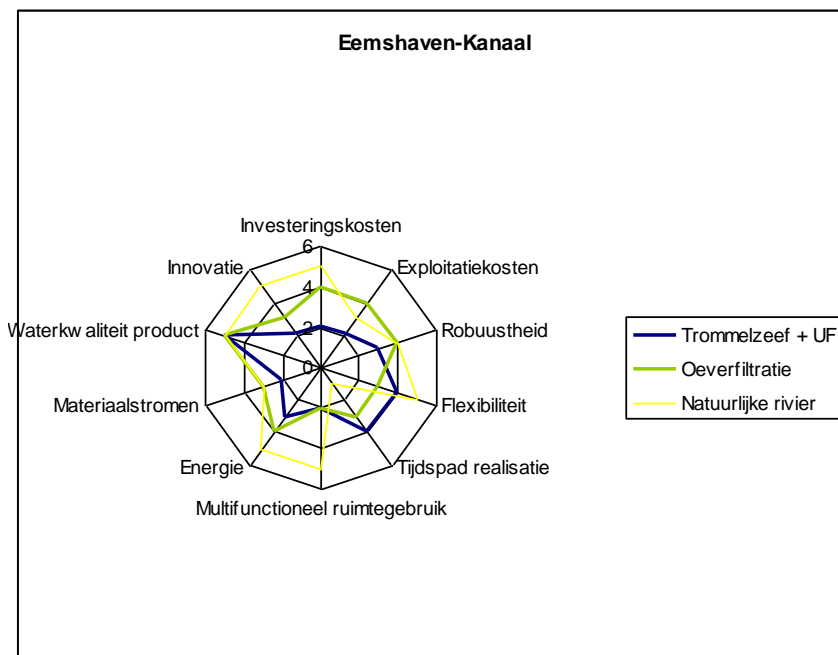 Eemshaven-Kanaal
Investeringskosten
6
Innovatie
Exploitatiekosten
4
Waterkw aliteit product
2
Robuustheid
0
Materiaalstromen
Flexibiliteit
Energie
Tijdspad realisatie
Multifunctioneel ruimtegebruik
Trommelzeef + UF
Oeverfiltratie
Natuurlijke rivier